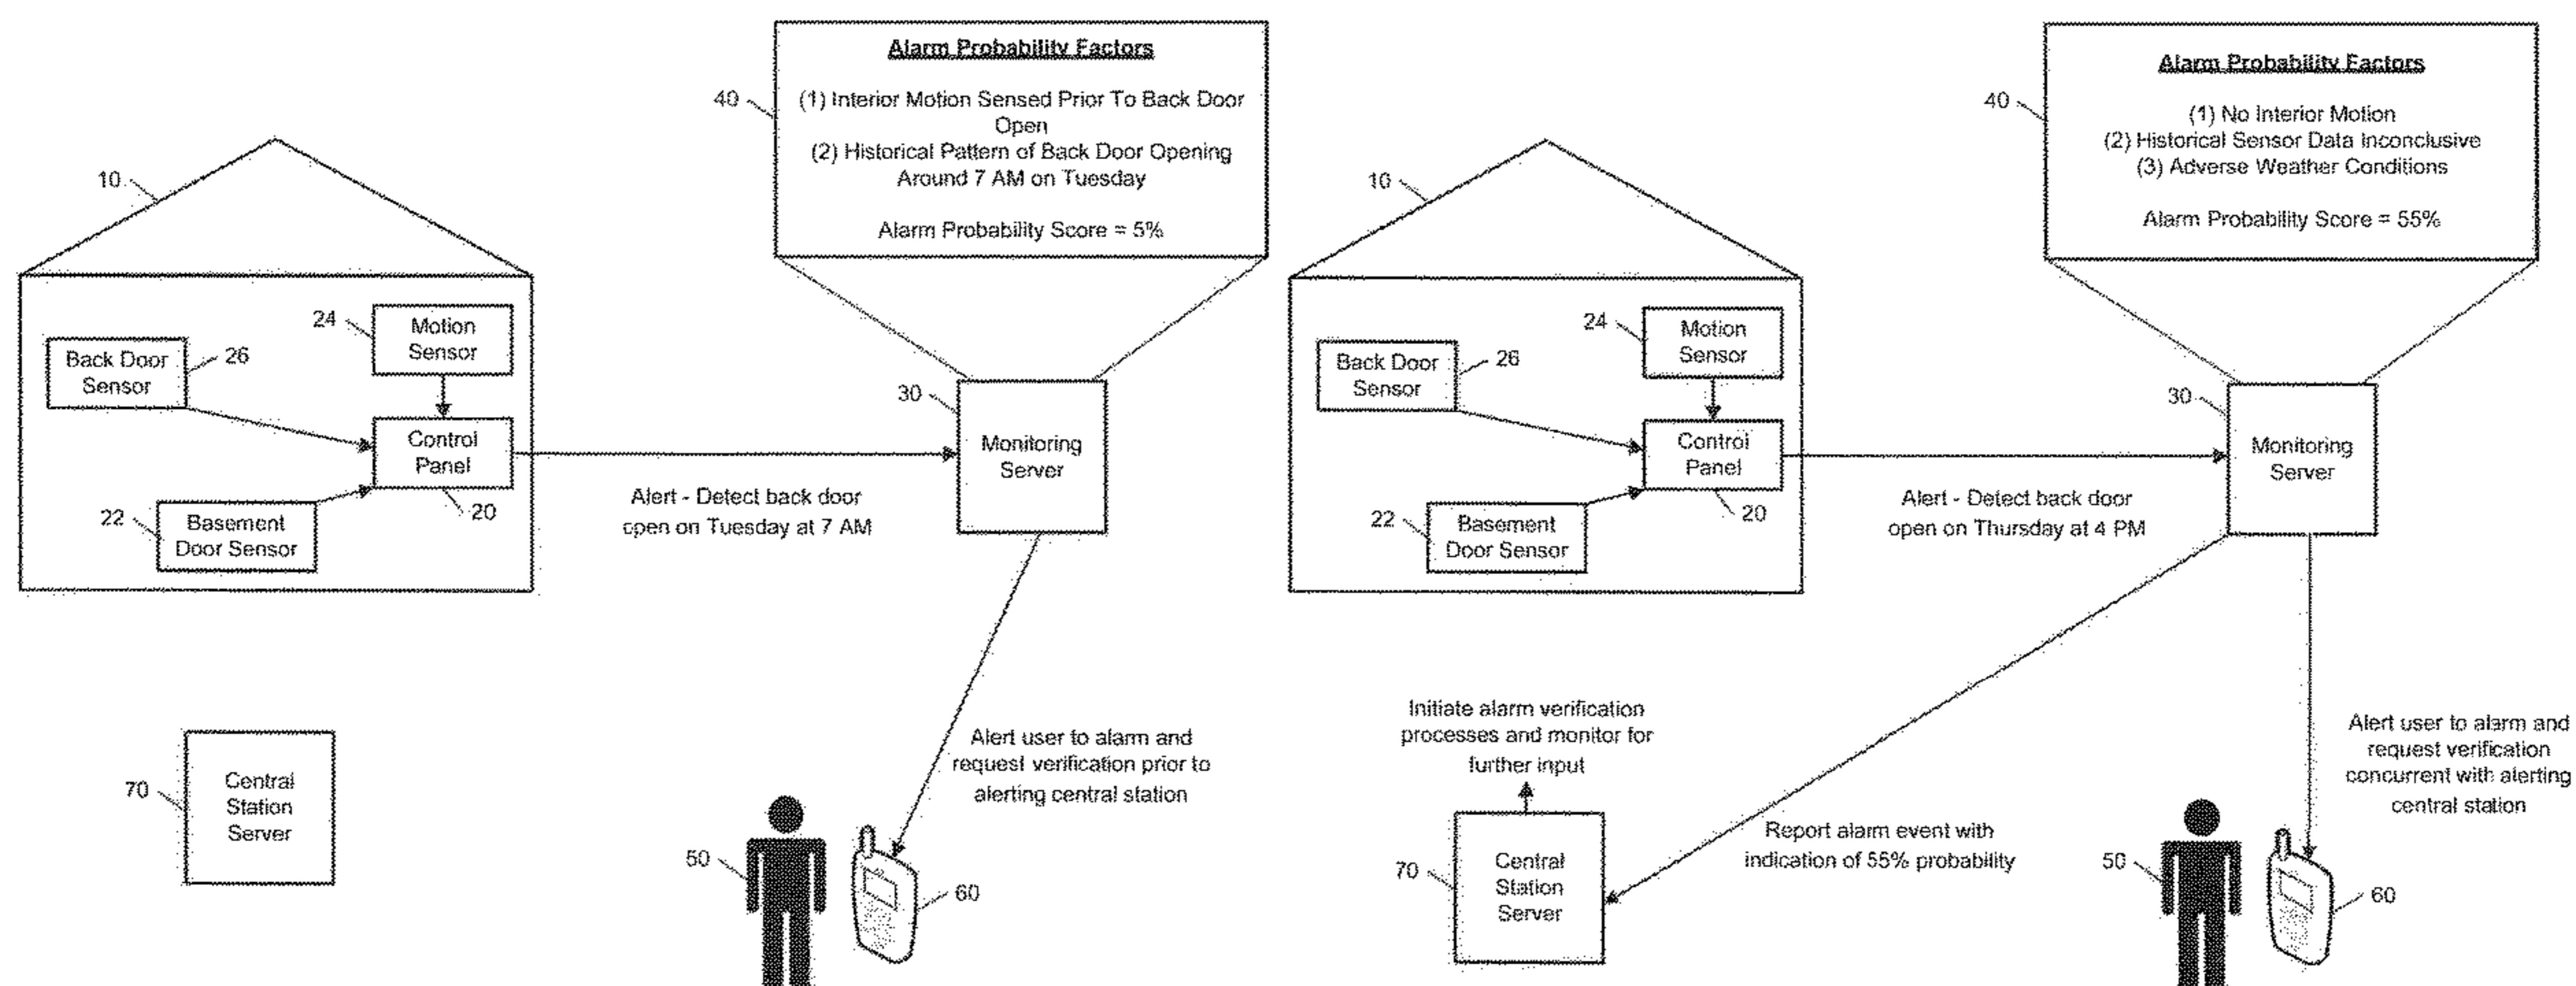 Alarm Probability Factors
40
(1) Interior Motion Sensed Prior To Back Door
Open
(2) Historical Pattern of Back Door Opening
Around 7 AM on Tuesday
Alarm Probability Score = 5%
10
24
Motion
Sensor
Back Door
Sensor
26
30
Monitoring
Server
Control
Panel
20
22
Basement
Door Sensor
Alert - Detect back door
open on Tuesday at 7 AM
70
Central
Station
Server
Alert user to alarm and
request verification prior to
alerting central station
50
60
Alarm Probability Factors
40
(1) No Interior Motion
(2) Historical Sensor Data Inconclusive
(3) Adverse Weather Conditions
Alarm Probability Score = 55%
10
24
Motion
Sensor
Back Door
Sensor
26
30
Monitoring
Server
Control
Panel
20
22
Basement
Door Sensor
Alert - Detect back door
open on Thursday at 4 PM
Initiate alarm verification
processes and monitor for
further input
70
Central
Station
Server
Report alarm event with
indication of 55% probability
Alert user to alarm and
request verification
concurrent with alerting
central station
50
60